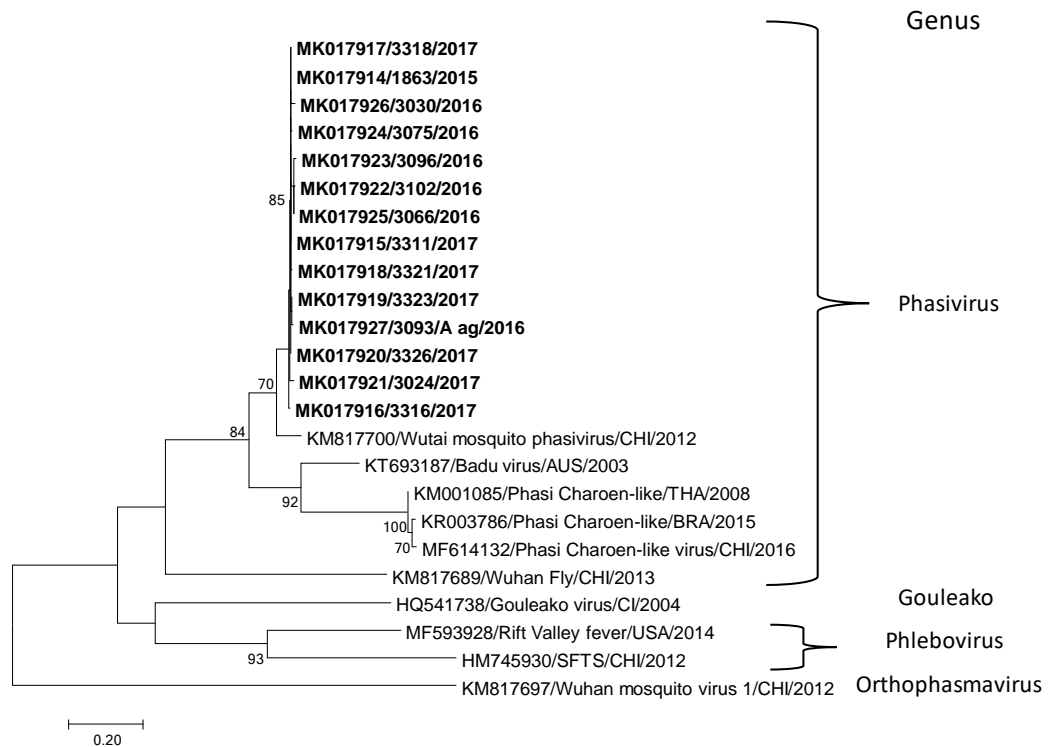 Genus
MK017917/3318/2017
MK017914/1863/2015
MK017926/3030/2016
MK017924/3075/2016
MK017923/3096/2016
MK017922/3102/2016
85
MK017925/3066/2016
MK017915/3311/2017
MK017918/3321/2017
MK017919/3323/2017
Phasivirus
MK017927/3093/A ag/2016
MK017920/3326/2017
MK017921/3024/2017
70
MK017916/3316/2017
84
KM817700/Wutai mosquito phasivirus/CHI/2012
KT693187/Badu virus/AUS/2003
92
KM001085/Phasi Charoen-like/THA/2008
100
KR003786/Phasi Charoen-like/BRA/2015
70
MF614132/Phasi Charoen-like virus/CHI/2016
KM817689/Wuhan Fly/CHI/2013
HQ541738/Gouleako virus/CI/2004
Gouleako
MF593928/Rift Valley fever/USA/2014
Phlebovirus
93
HM745930/SFTS/CHI/2012
KM817697/Wuhan mosquito virus 1/CHI/2012
Orthophasmavirus
0.20